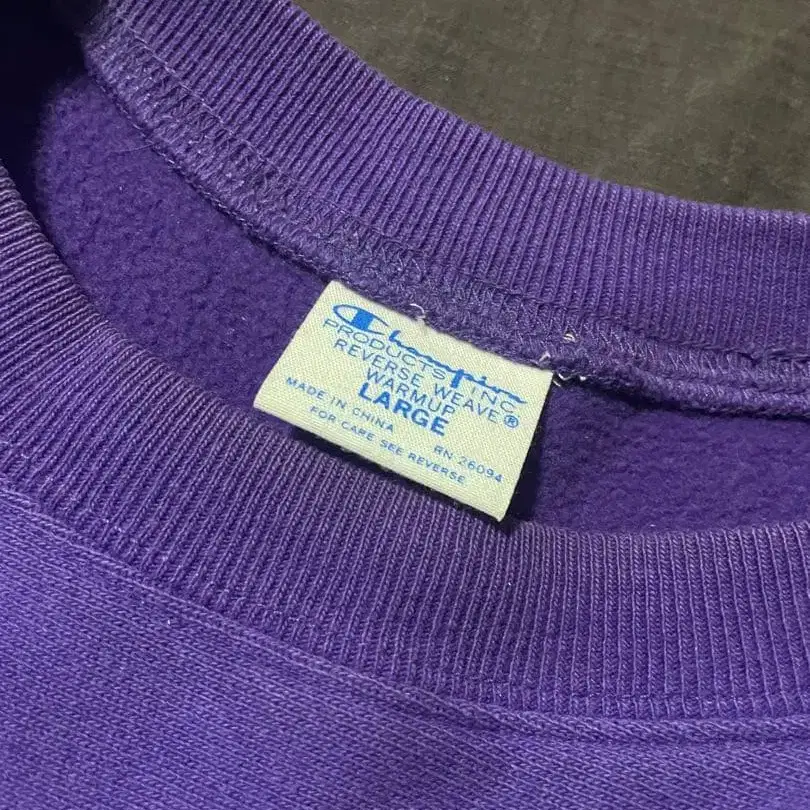 Champion
PRODUCTS INC.
REVERSE WEAVE®
WARMUP
LARGE
MADE IN CHINA RN 26094
FOR CARE SEE REVERSE